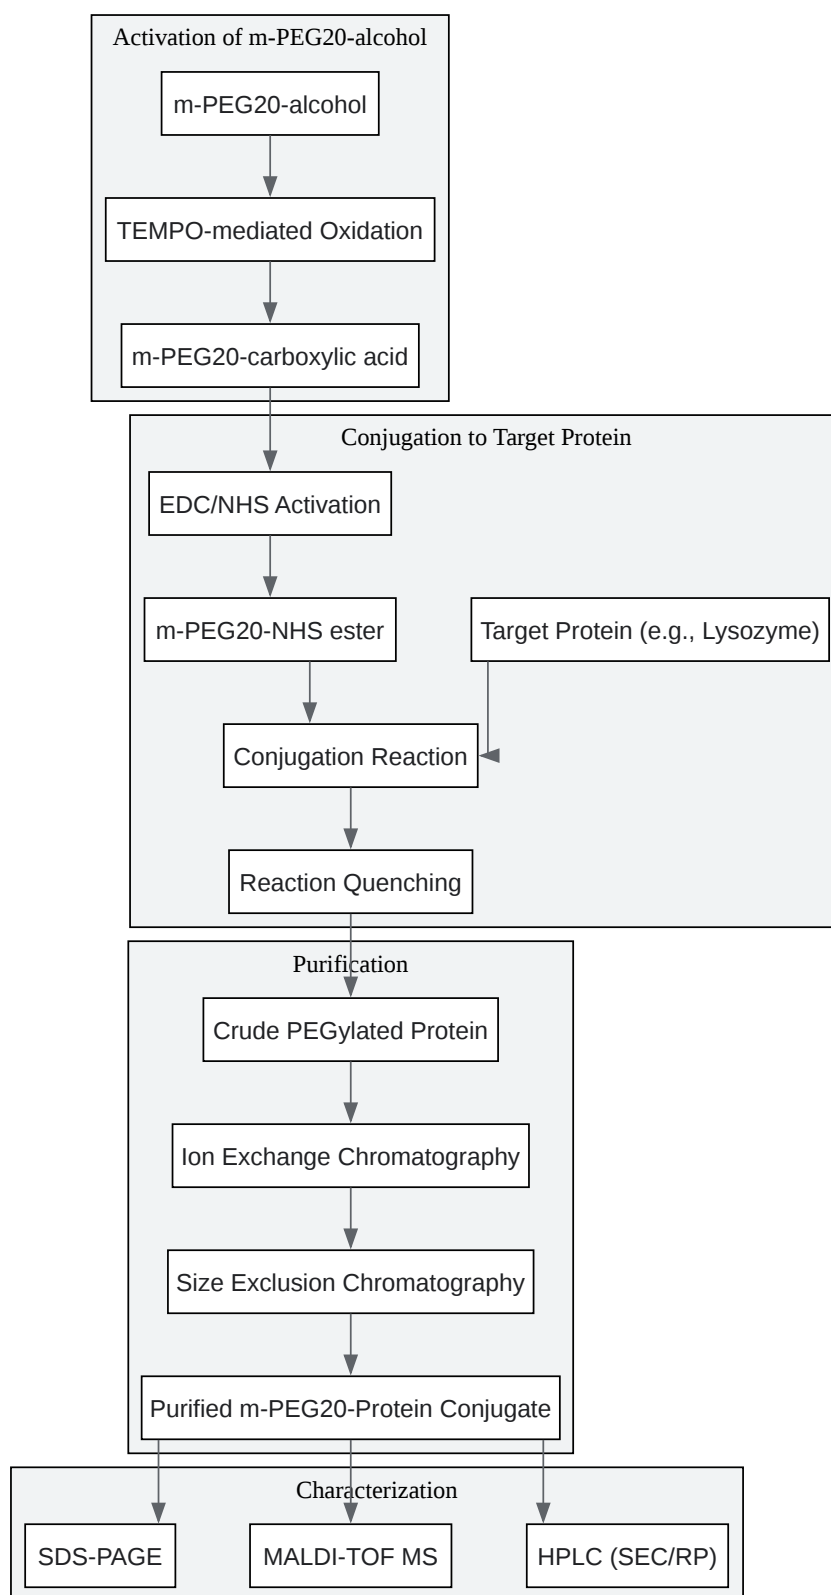 Activation of m-PEG20-alcohol
m-PEG20-alcohol
TEMPO-mediated Oxidation
m-PEG20-carboxylic acid
Conjugation to Target Protein
EDC/NHS Activation
m-PEG20-NHS ester
Target Protein (e.g., Lysozyme)
Conjugation Reaction
Reaction Quenching
Purification
Crude PEGylated Protein
Ion Exchange Chromatography
Size Exclusion Chromatography
Purified m-PEG20-Protein Conjugate
Characterization
SDS-PAGE
MALDI-TOF MS
HPLC (SEC/RP)